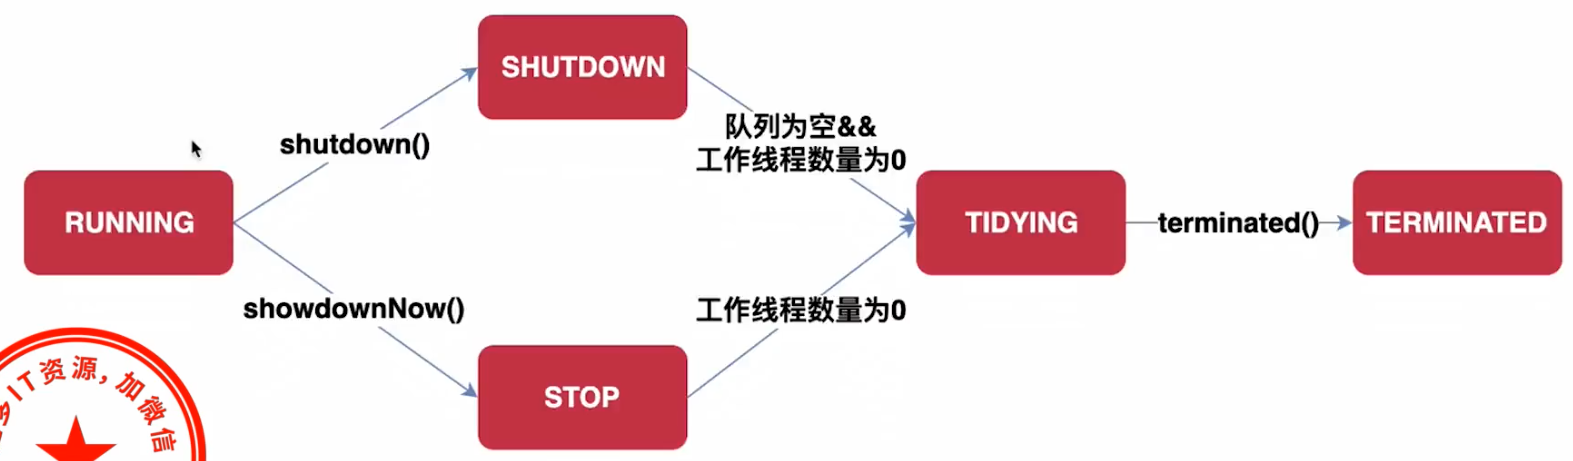 SHUTDOWN
shutdown()
队列为空&&
工作线程数量为0
RUNNING
TIDYING
terminated()
TERMINATED
showdownNow()
工作线程数量为0
STOP
多IT资源，加微信